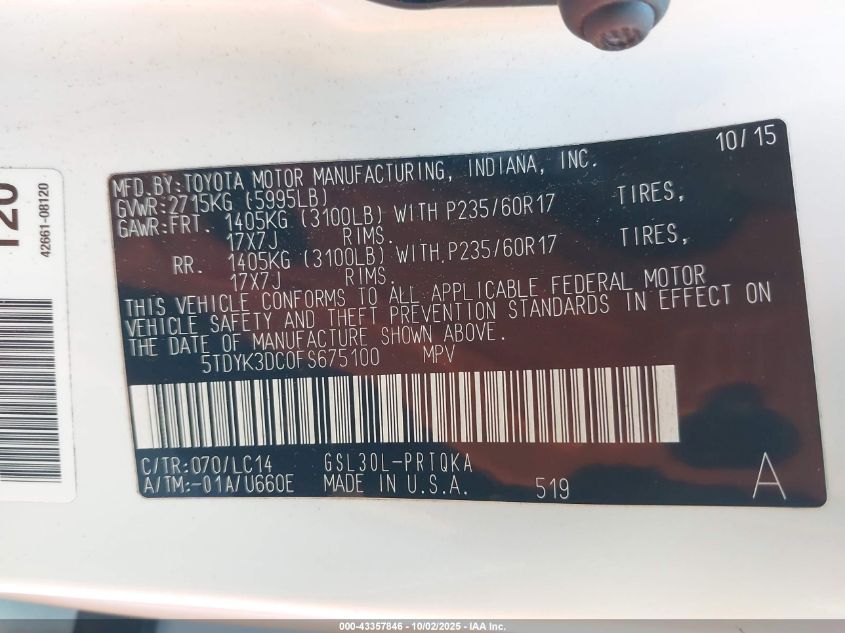 10/15
MFD.BY:TOYOTA MOTOR MANUFACTURING, INDIANA, INC.
GVWR:2715KG (5995LB)
GAWR:FRT. 1405KG (3100LB) WITH P235/60R17 TIRES,
17X7J RIMS.
RR. 1405KG (3100LB) WITH,P235/60R17 TIRES,
17X7J RIMS.
THIS VEHICLE CONFORMS TO ALL APPLICABLE FEDERAL MOTOR
VEHICLE SAFETY AND THEFT PREVENTION STANDARDS IN EFFECT ON
THE DATE OF MANUFACTURE SHOWN ABOVE.
5TDYK3DC0FS675100 MPV
C/TR:070/LC14 GSL30L-PRTQKA
A/TM:-01A/U660E MADE IN U.S.A. 519 A
42661-08120
000-43357846 - 10/02/2025 - IAA Inc.